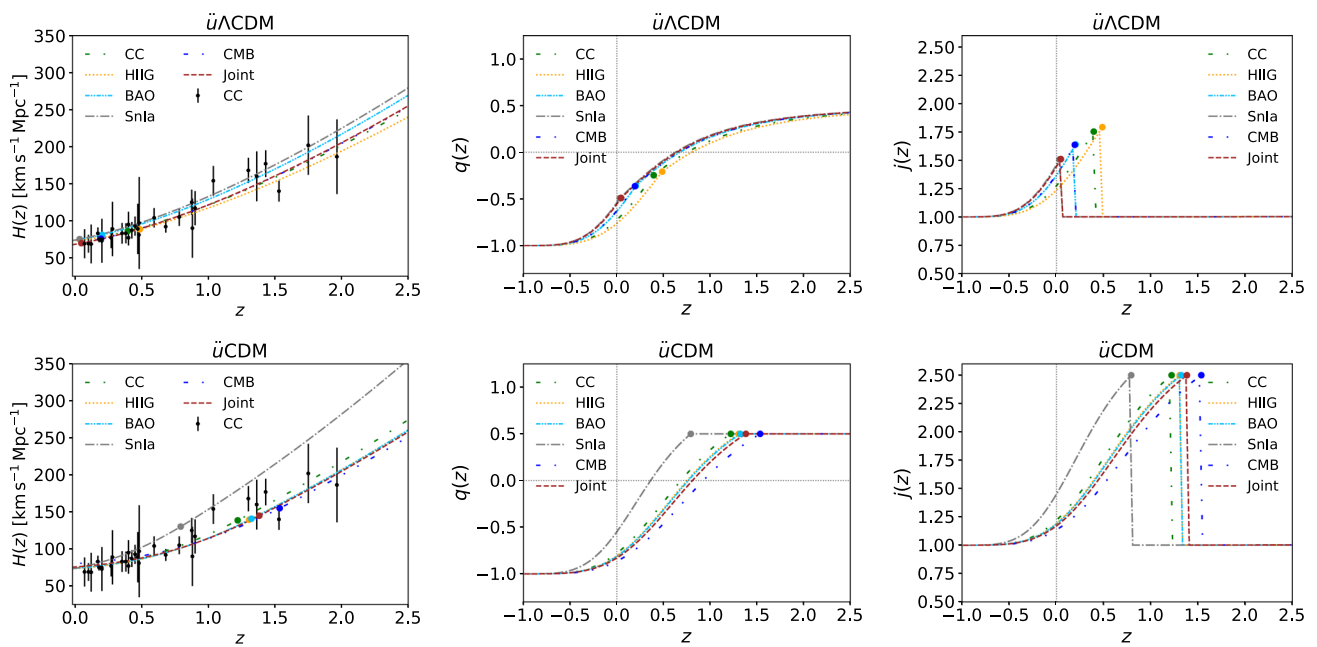 üΛCDM
H(z) [km s⁻¹ Mpc⁻¹]
350
300
250
200
150
100
50
CC
HIIG
BAO
SnIa
CMB
Joint
CC
0.0 0.5 1.0 1.5 2.0 2.5
z
üΛCDM
q(z)
1.0
0.5
0.0
−0.5
−1.0
CC
HIIG
BAO
SnIa
CMB
Joint
−1.0 −0.5 0.0 0.5 1.0 1.5 2.0 2.5
z
üΛCDM
j(z)
2.50
2.25
2.00
1.75
1.50
1.25
1.00
0.75
0.50
CC
HIIG
BAO
SnIa
CMB
Joint
−1.0 −0.5 0.0 0.5 1.0 1.5 2.0 2.5
z
üCDM
H(z) [km s⁻¹ Mpc⁻¹]
350
300
250
200
150
100
50
CC
HIIG
BAO
SnIa
CMB
Joint
CC
0.0 0.5 1.0 1.5 2.0 2.5
z
üCDM
q(z)
1.0
0.5
0.0
−0.5
−1.0
CC
HIIG
BAO
SnIa
CMB
Joint
−1.0 −0.5 0.0 0.5 1.0 1.5 2.0 2.5
z
üCDM
j(z)
2.50
2.25
2.00
1.75
1.50
1.25
1.00
0.75
0.50
CC
HIIG
BAO
SnIa
CMB
Joint
−1.0 −0.5 0.0 0.5 1.0 1.5 2.0 2.5
z